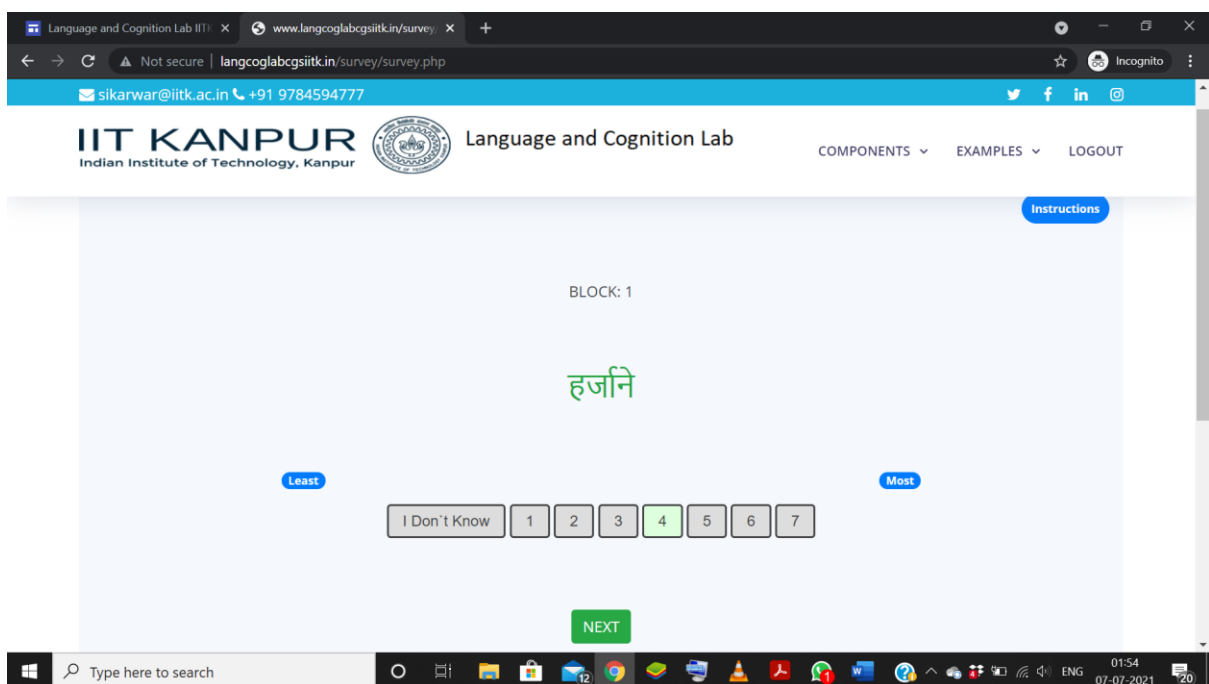 Language and Cognition Lab IITK
www.langcoglabcgsiitk.in/survey/
Not secure | langcoglabcgsiitk.in/survey/survey.php
Incognito
sikarwar@iitk.ac.in +91 9784594777
IIT KANPUR
Indian Institute of Technology, Kanpur
Language and Cognition Lab
COMPONENTS EXAMPLES LOGOUT
Instructions
BLOCK: 1
हर्जाने
Least Most
I Don`t Know 1 2 3 4 5 6 7
NEXT
Type here to search
12
1
ENG
01:54
07-07-2021
20